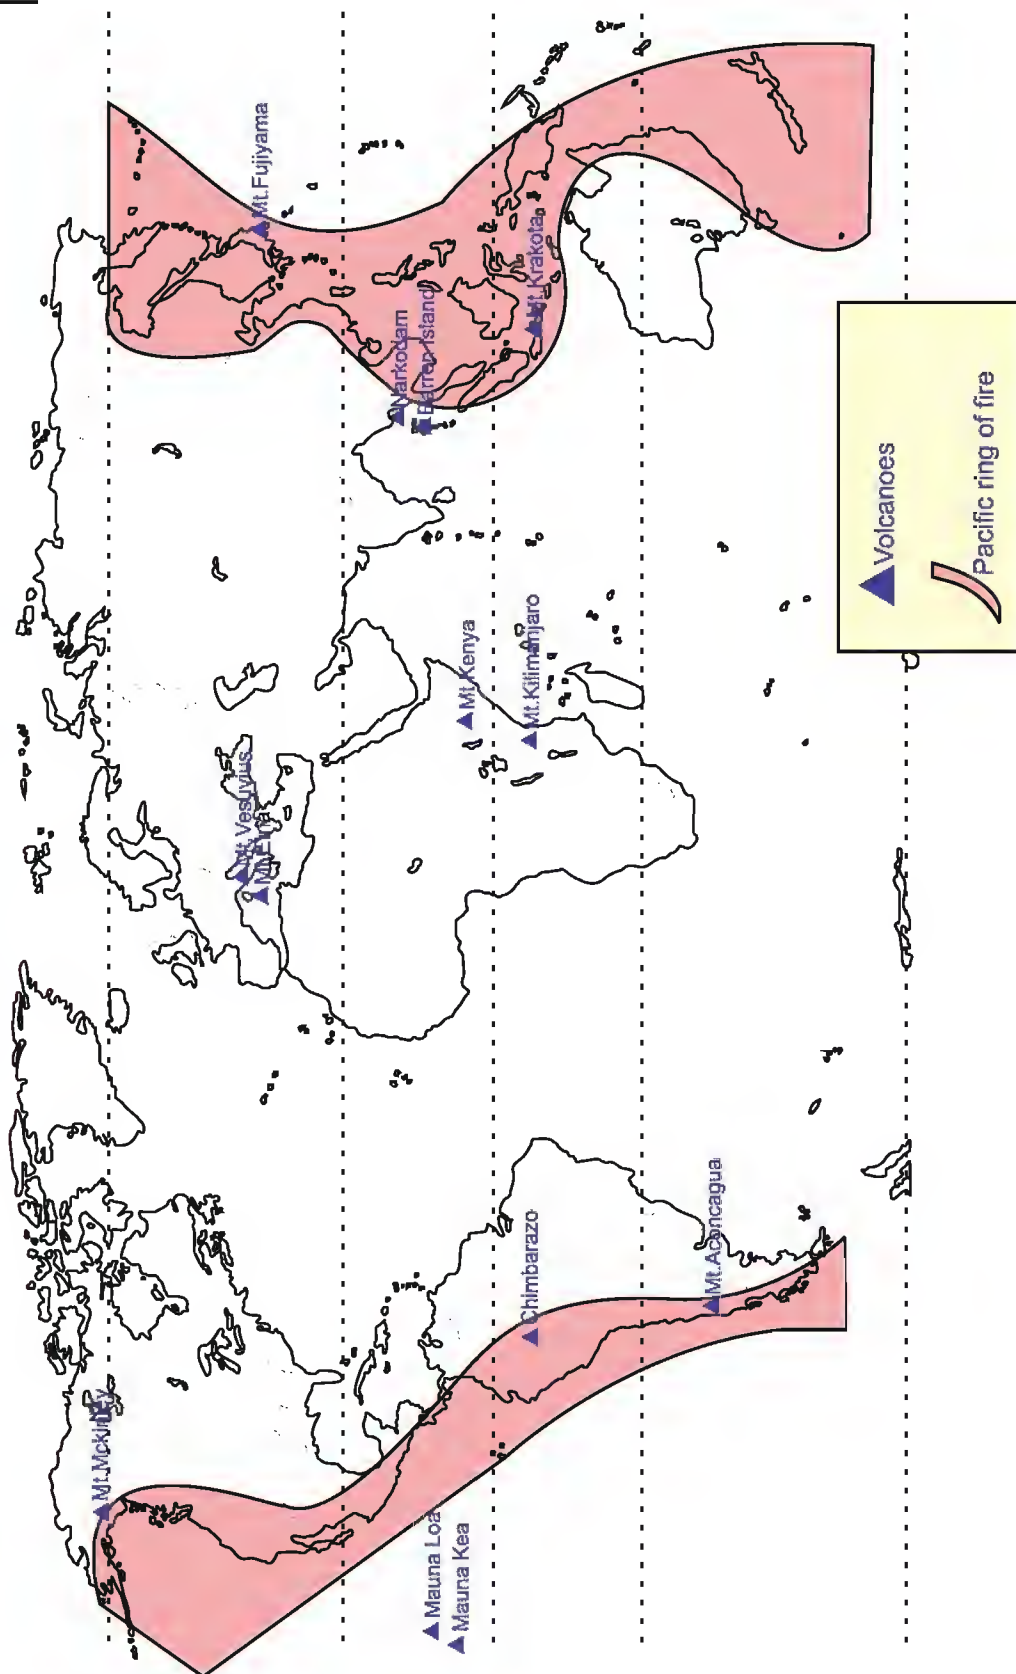 Mt.Mckinley
Mt.Vesuvius
Mt.Etna
Mt.Fujiyama
Narkodam
Barren Island
Mauna Loa
Mauna Kea
Mt.Kenya
Chimbarazo
Mt.Kilimanjaro
Mt.Krakota
Mt.Aconcagua
Volcanoes
Pacific ring of fire